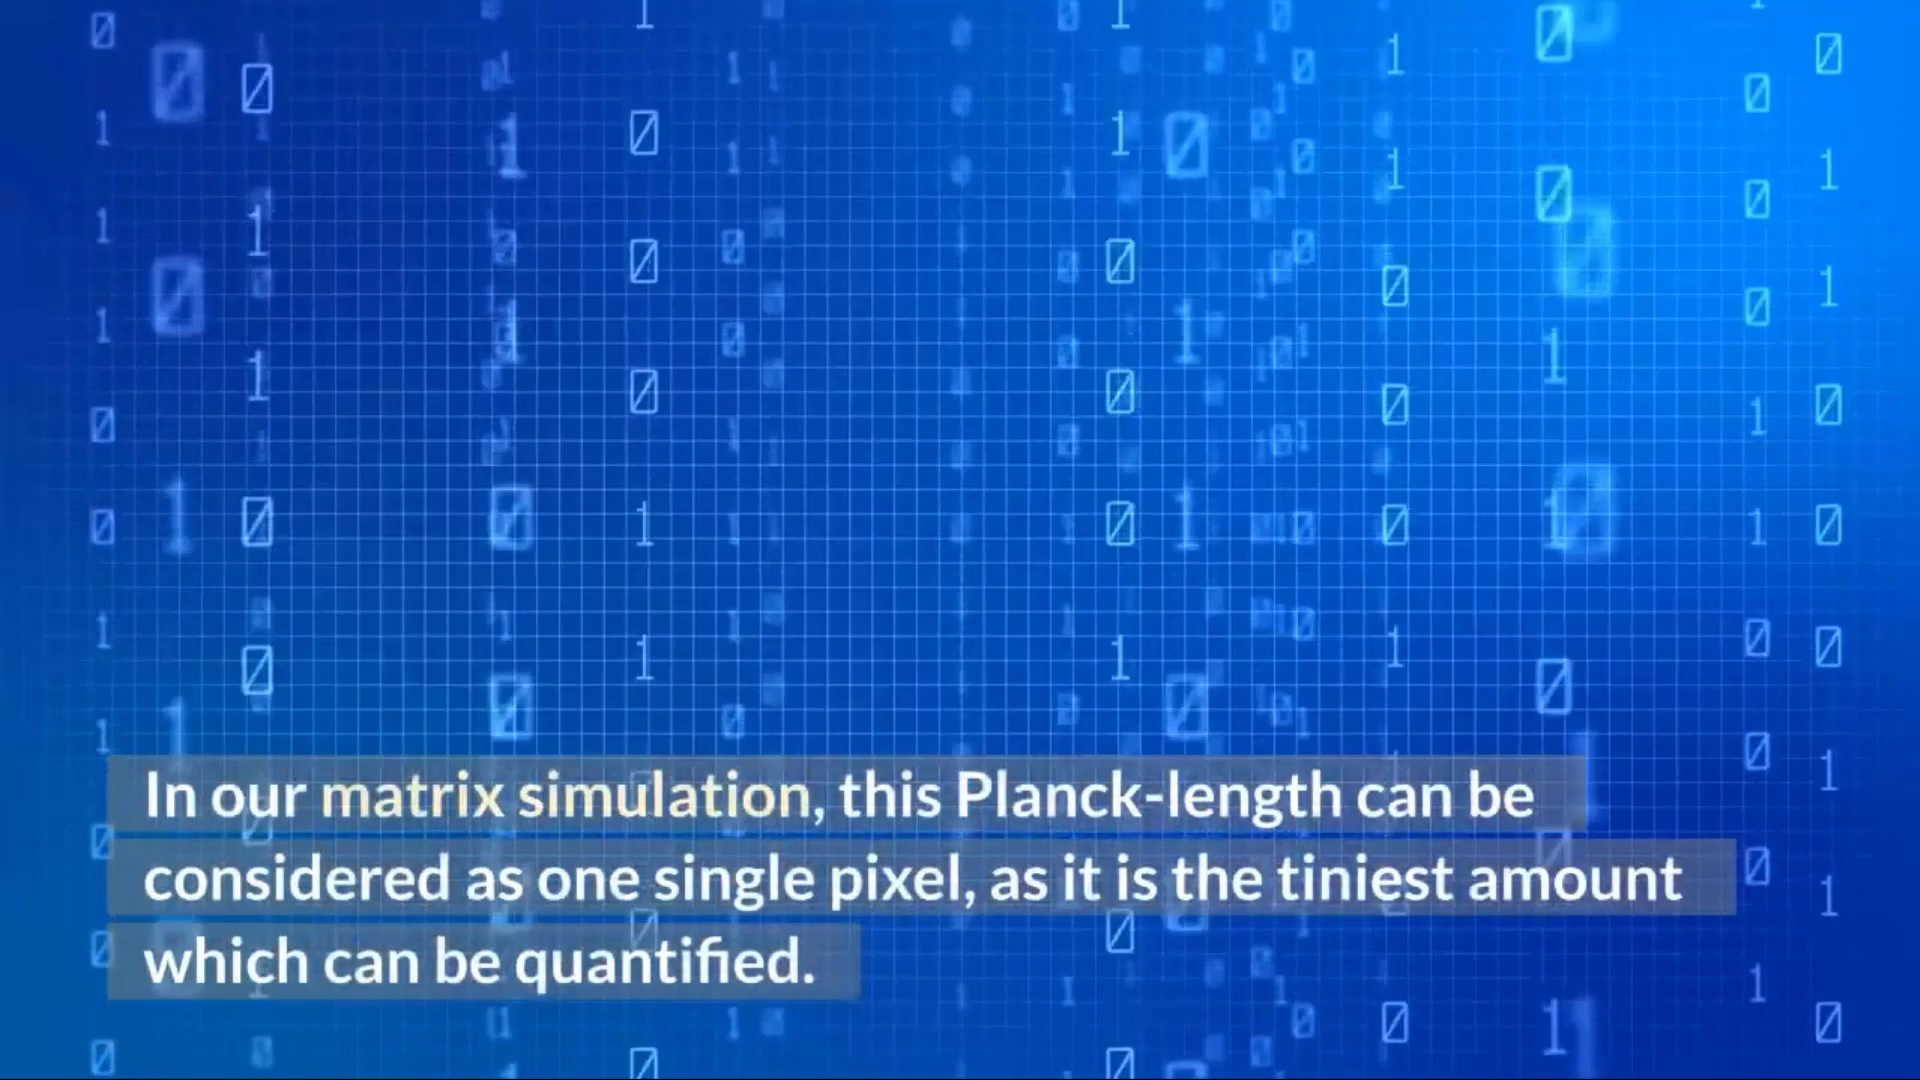 In our matrix simulation, this Planck-length can be
considered as one single pixel, as it is the tiniest amount
which can be quantified.